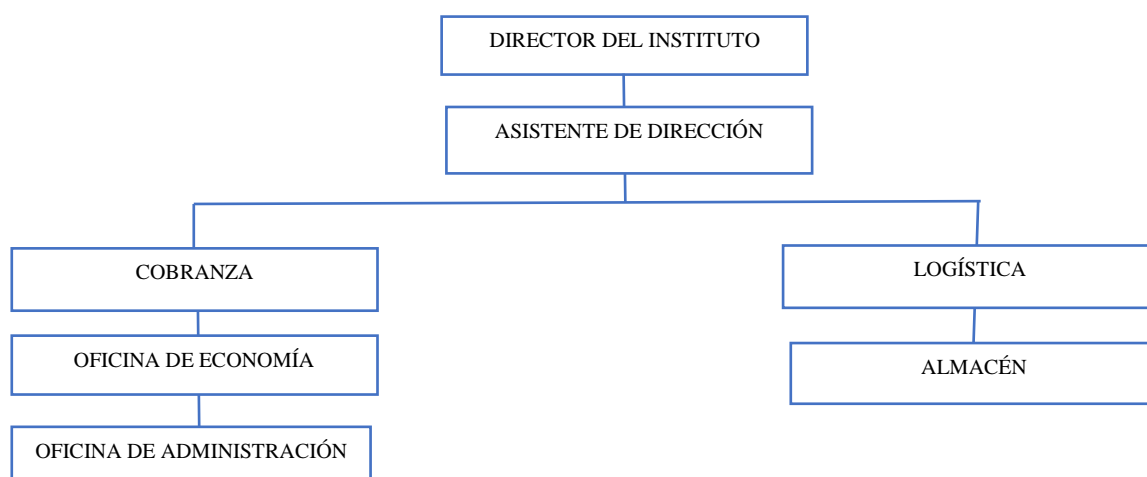 DIRECTOR DEL INSTITUTO
ASISTENTE DE DIRECCIÓN
COBRANZA
LOGÍSTICA
OFICINA DE ECONOMÍA
ALMACÉN
OFICINA DE ADMINISTRACIÓN